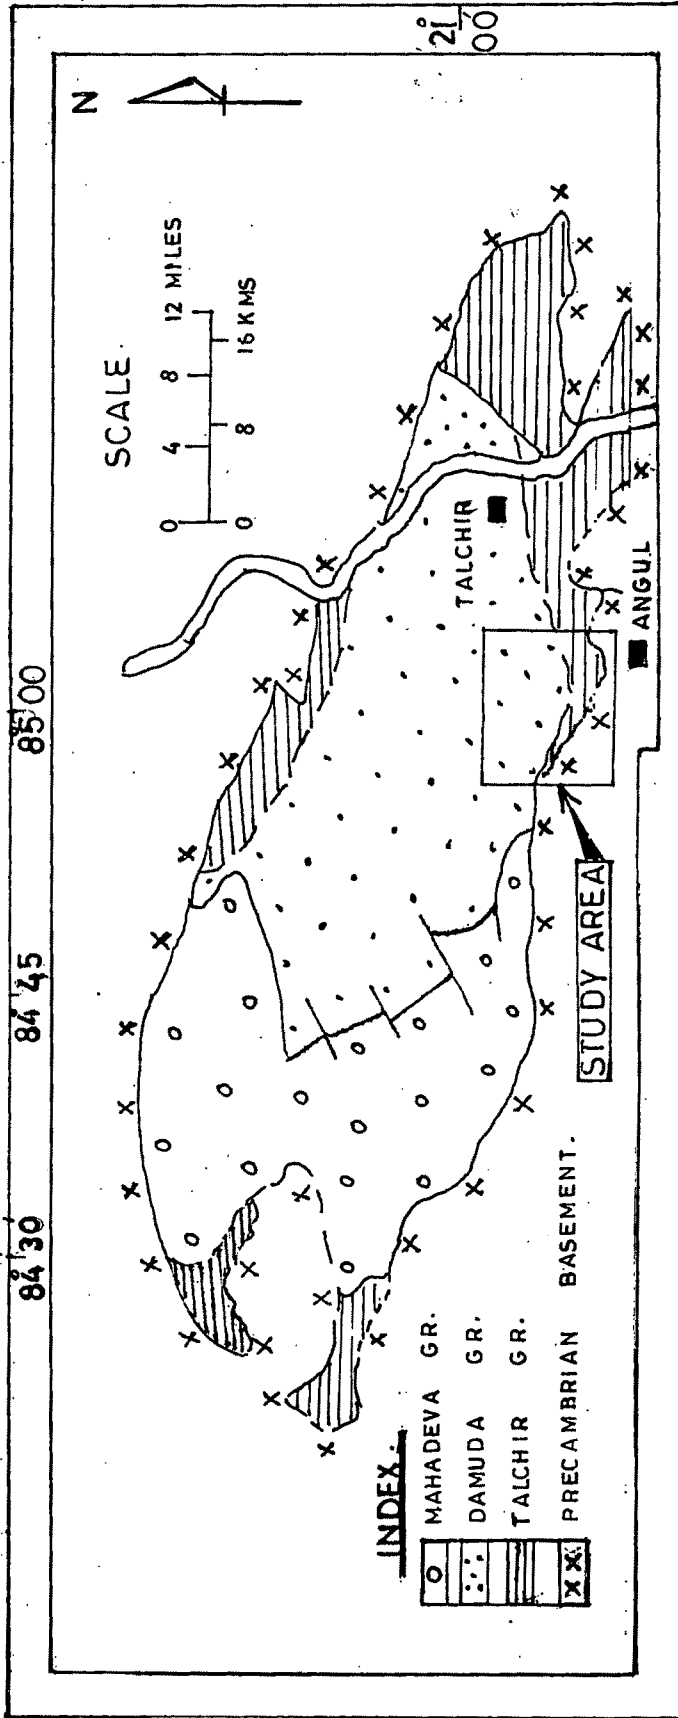 84°30'
84°45'
85°00'
21°
00'
N
SCALE.
0 4 8 12 MILES
0 8 16 KMS
TALCHIR
ANGUL
STUDY AREA
INDEX.
MAHADEVA GR.
DAMUDA GR.
TALCHIR GR.
PRECAMBRIAN BASEMENT.